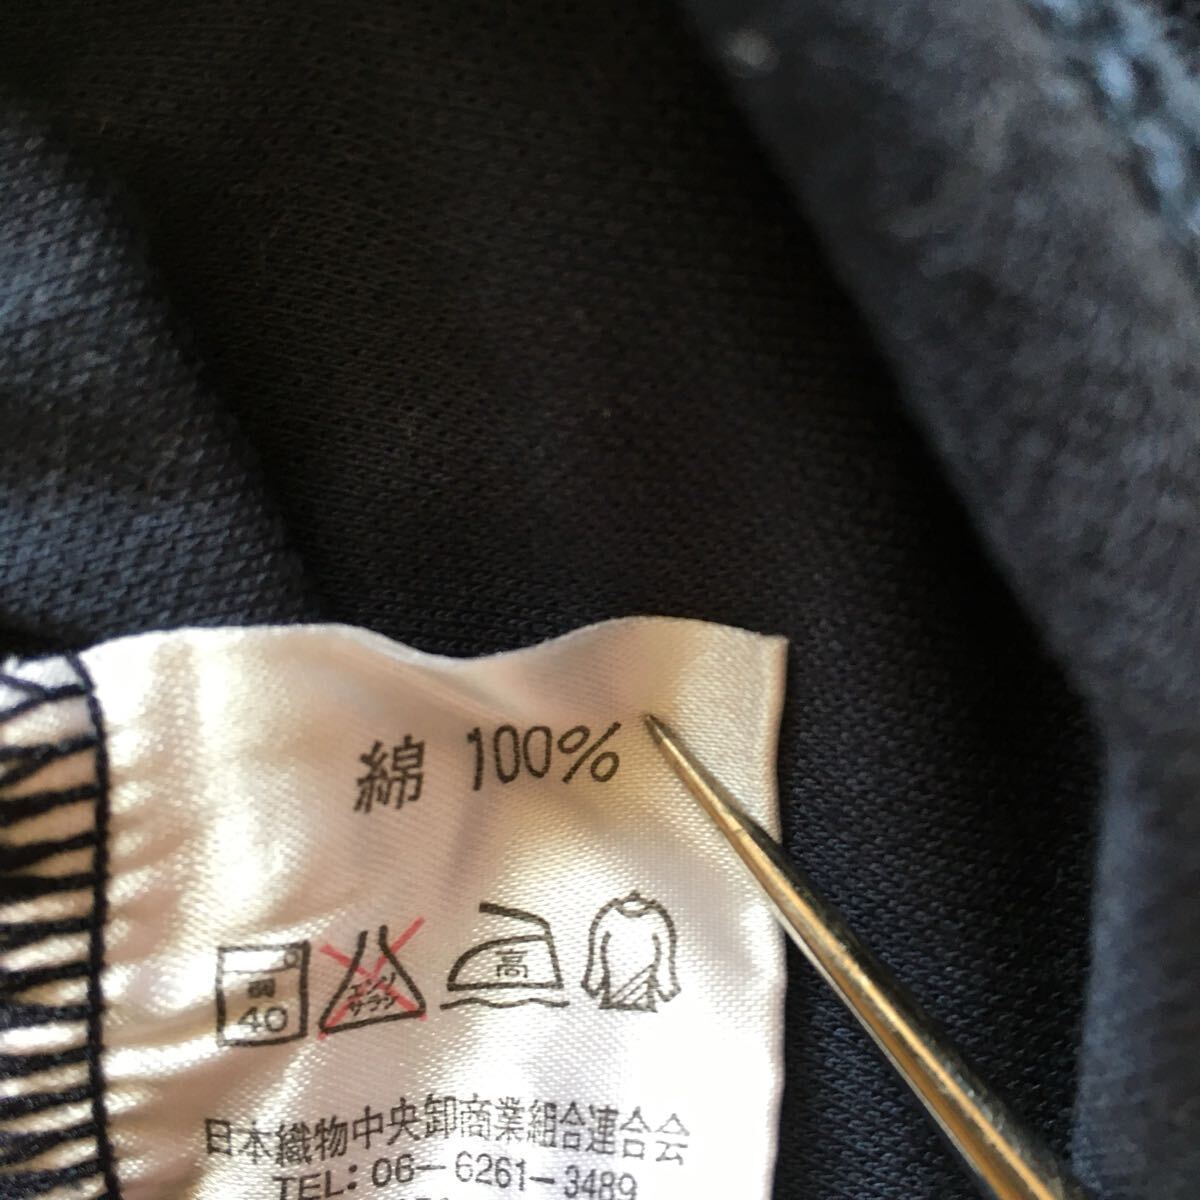 綿 100%
弱 40 エンソ サラシ 高
日本織物中央卸商業組合連合会
TEL: 06-6261-3489